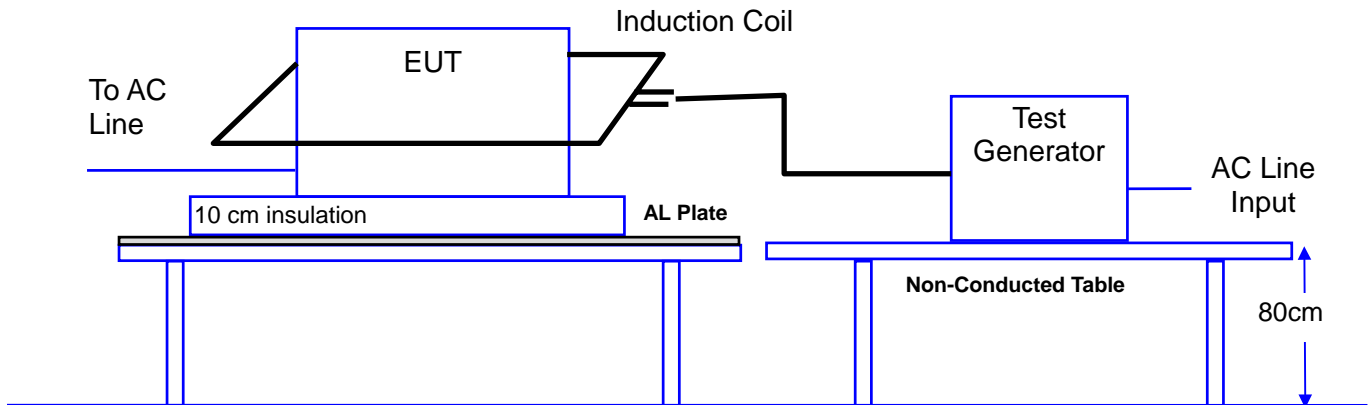 Induction Coil
EUT
To AC
Line
Test
Generator
AC Line
Input
10 cm insulation
AL Plate
Non-Conducted Table
80cm